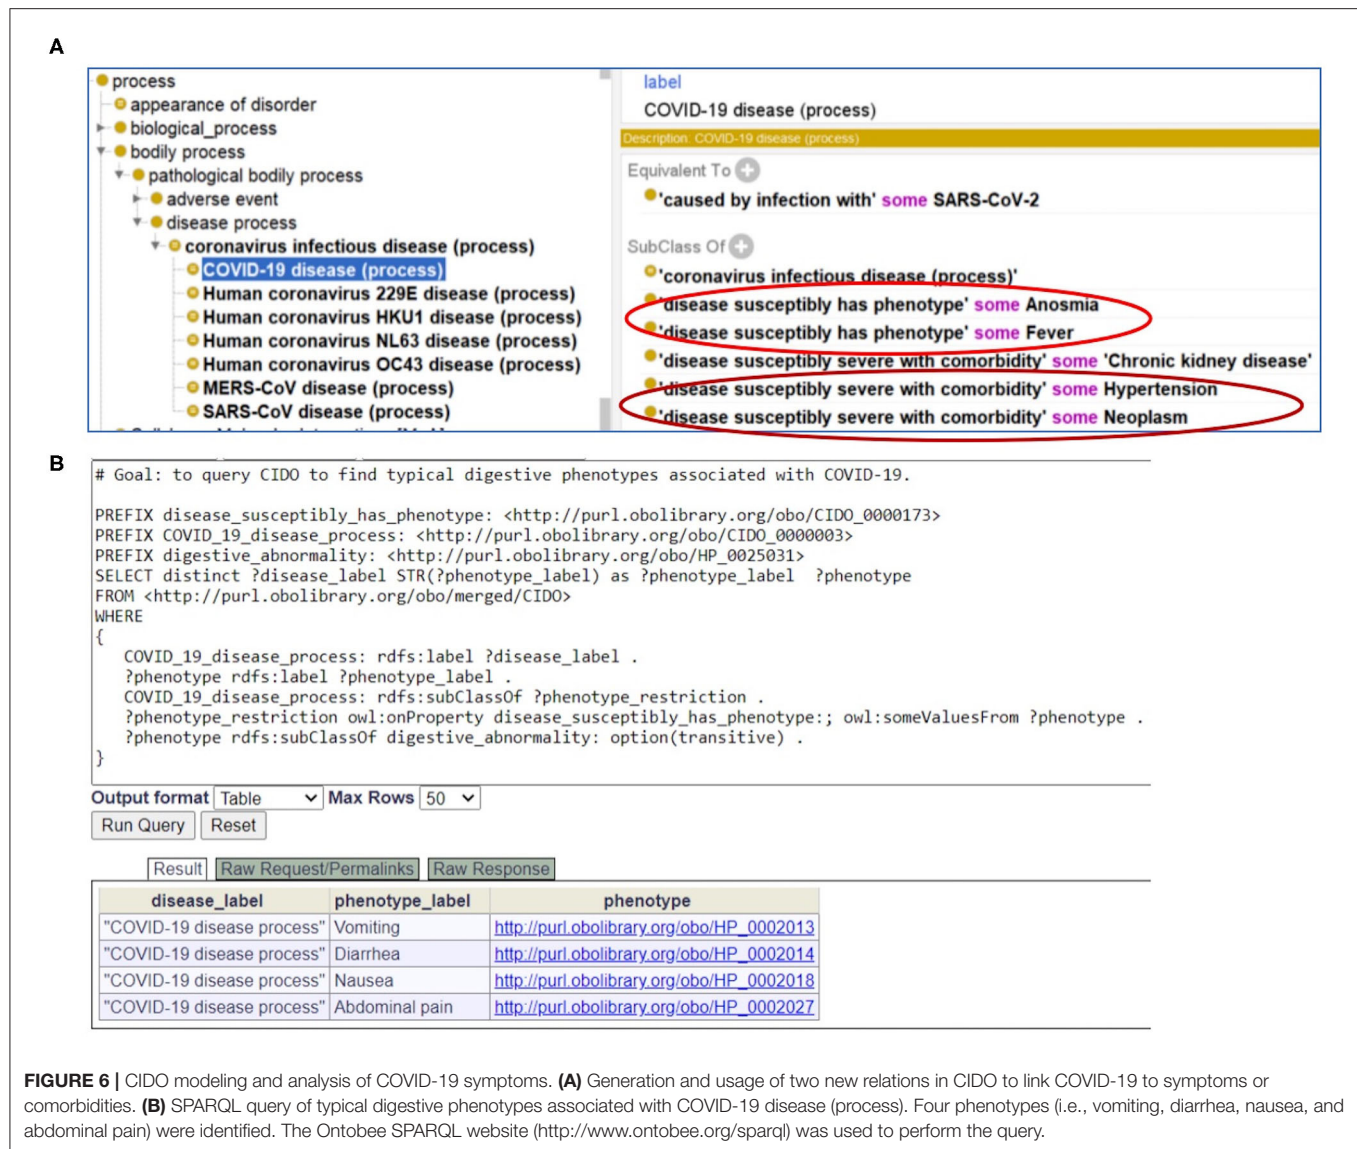 A
process
appearance of disorder
biological_process
bodily process
pathological bodily process
adverse event
disease process
coronavirus infectious disease (process)
COVID-19 disease (process)
Human coronavirus 229E disease (process)
Human coronavirus HKU1 disease (process)
Human coronavirus NL63 disease (process)
Human coronavirus OC43 disease (process)
MERS-CoV disease (process)
SARS-CoV disease (process)
label
COVID-19 disease (process)
Description: COVID-19 disease (process)
Equivalent To
'caused by infection with' some SARS-CoV-2
SubClass Of
'coronavirus infectious disease (process)'
'disease susceptibly has phenotype' some Anosmia
'disease susceptibly has phenotype' some Fever
'disease susceptibly severe with comorbidity' some 'Chronic kidney disease'
'disease susceptibly severe with comorbidity' some Hypertension
'disease susceptibly severe with comorbidity' some Neoplasm
B
# Goal: to query CIDO to find typical digestive phenotypes associated with COVID-19.
PREFIX disease_susceptibly_has_phenotype: <http://purl.obolibrary.org/obo/CIDO_0000173>
PREFIX COVID_19_disease_process: <http://purl.obolibrary.org/obo/CIDO_0000003>
PREFIX digestive_abnormality: <http://purl.obolibrary.org/obo/HP_0025031>
SELECT distinct ?disease_label STR(?phenotype_label) as ?phenotype_label ?phenotype
FROM <http://purl.obolibrary.org/obo/merged/CIDO>
WHERE
{
COVID_19_disease_process: rdfs:label ?disease_label .
?phenotype rdfs:label ?phenotype_label .
COVID_19_disease_process: rdfs:subClassOf ?phenotype_restriction .
?phenotype_restriction owl:onProperty disease_susceptibly_has_phenotype:; owl:someValuesFrom ?phenotype .
?phenotype rdfs:subClassOf digestive_abnormality: option(transitive) .
}
Output format Table Max Rows 50
Run Query Reset
Result Raw Request/Permalinks Raw Response
disease_label phenotype_label phenotype
"COVID-19 disease process" Vomiting http://purl.obolibrary.org/obo/HP_0002013
"COVID-19 disease process" Diarrhea http://purl.obolibrary.org/obo/HP_0002014
"COVID-19 disease process" Nausea http://purl.obolibrary.org/obo/HP_0002018
"COVID-19 disease process" Abdominal pain http://purl.obolibrary.org/obo/HP_0002027
FIGURE 6 | CIDO modeling and analysis of COVID-19 symptoms. (A) Generation and usage of two new relations in CIDO to link COVID-19 to symptoms or
comorbidities. (B) SPARQL query of typical digestive phenotypes associated with COVID-19 disease (process). Four phenotypes (i.e., vomiting, diarrhea, nausea, and
abdominal pain) were identified. The Ontobee SPARQL website (http://www.ontobee.org/sparql) was used to perform the query.